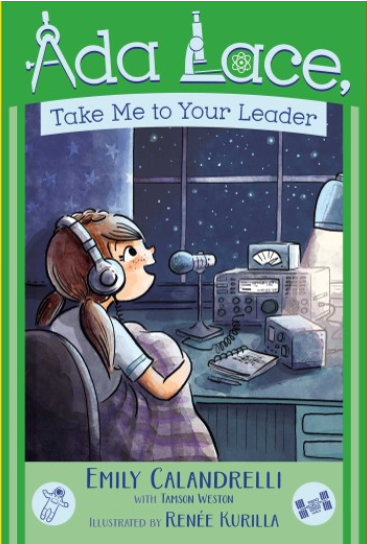 Ada Lace,
Take Me to Your Leader
EMILY CALANDRELLI
WITH TAMSON WESTON
ILLUSTRATED BY RENÉE KURILLA